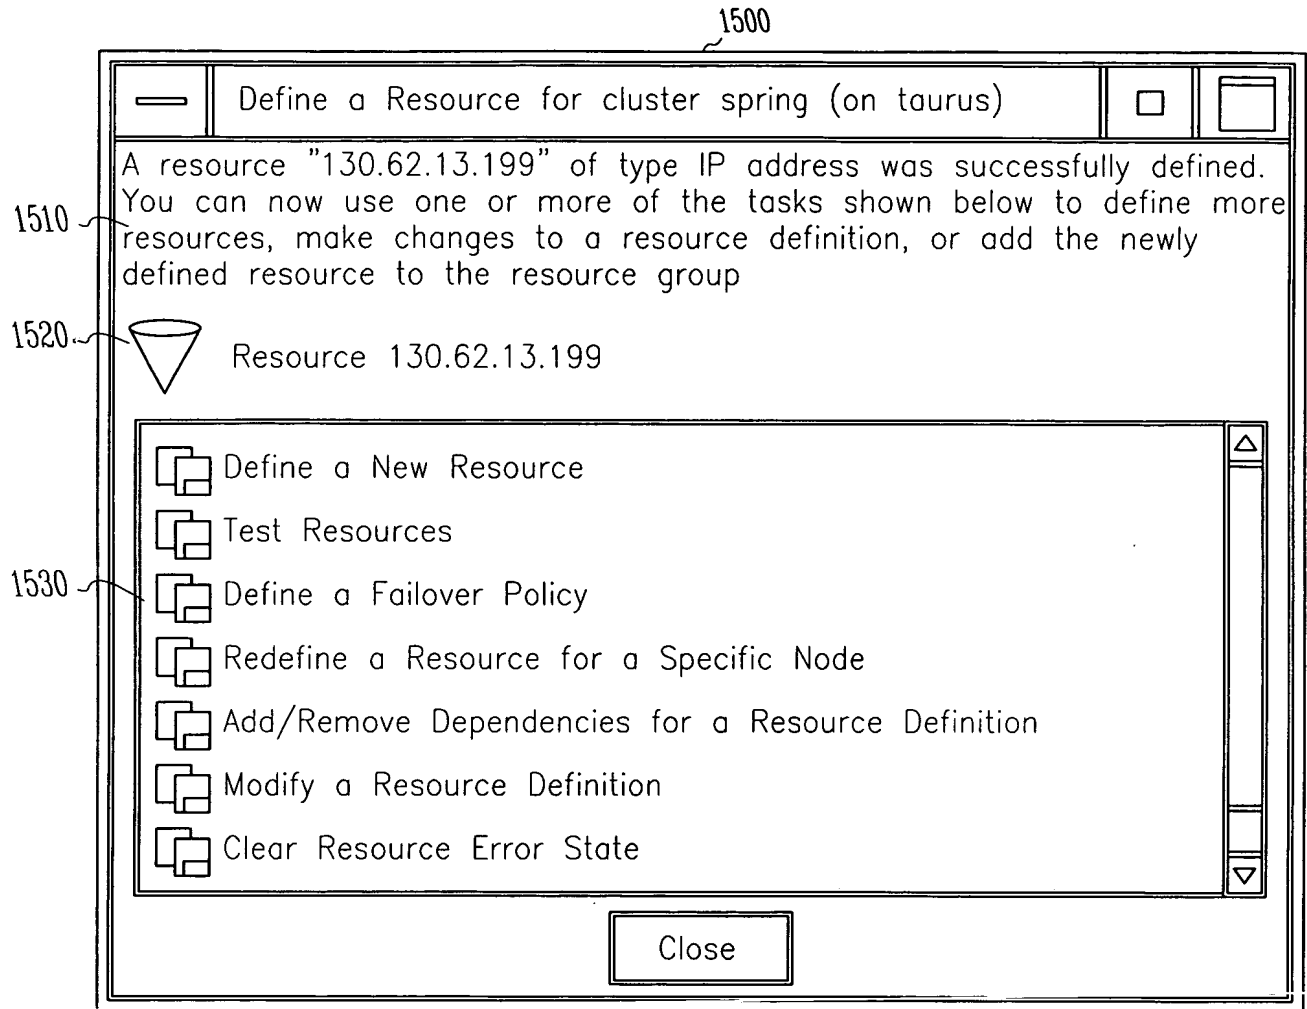 1500
Define a Resource for cluster spring (on taurus)
A resource "130.62.13.199" of type IP address was successfully defined.
You can now use one or more of the tasks shown below to define more
1510
resources, make changes to a resource definition, or add the newly
defined resource to the resource group
1520
Resource 130.62.13.199
Define a New Resource
Test Resources
1530
Define a Failover Policy
Redefine a Resource for a Specific Node
Add/Remove Dependencies for a Resource Definition
Modify a Resource Definition
Clear Resource Error State
Close